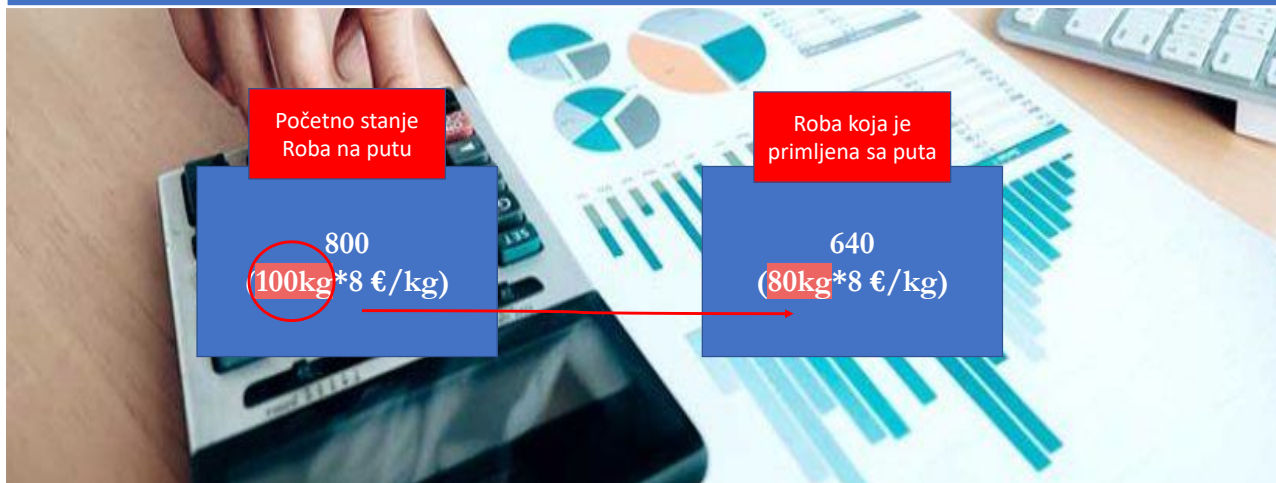 Početno stanje
Roba na putu
800
(100kg*8 €/kg)
Roba koja je
primljena sa puta
640
(80kg*8 €/kg)